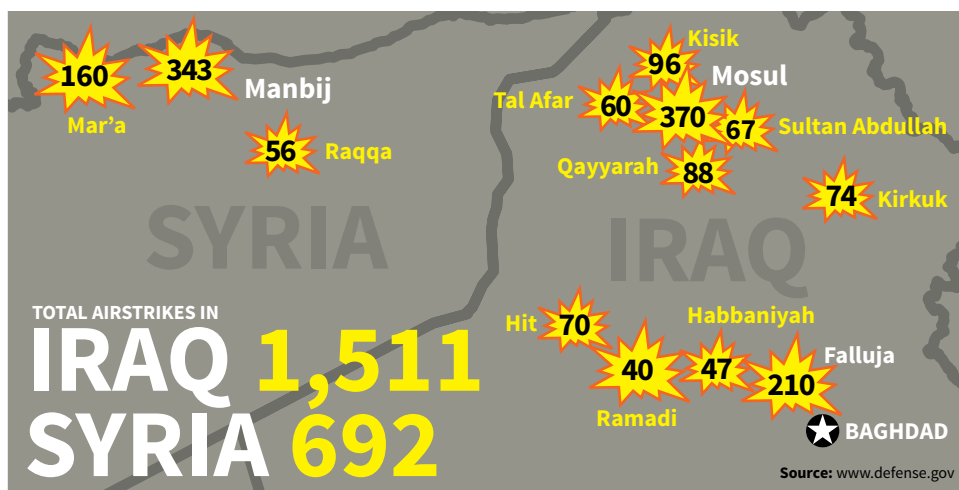 Kisik
96
160
343
Manbij
Mosul
Tal Afar
60
370
67
Sultan Abdullah
Mar’a
56
Raqqa
Qayyarah
88
74
Kirkuk
SYRIA
IRAQ
TOTAL AIRSTRIKES IN
IRAQ 1,511
SYRIA 692
Hit
70
Habbaniyah
40
47
Falluja
210
Ramadi
BAGHDAD
Source: www.defense.gov